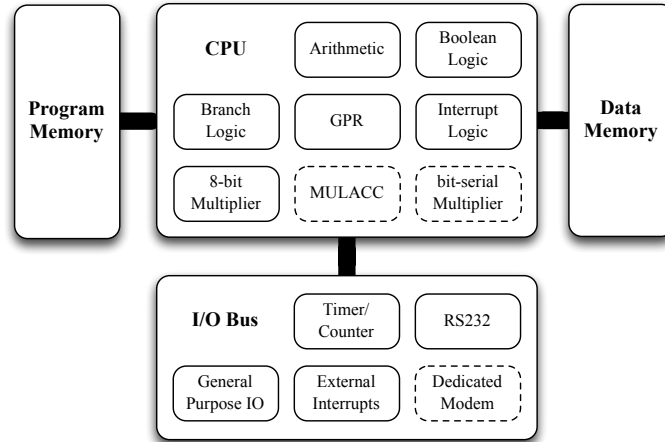 Program
Memory
CPU
Arithmetic
Boolean
Logic
Branch
Logic
GPR
Interrupt
Logic
8-bit
Multiplier
MULACC
bit-serial
Multiplier
Data
Memory
I/O Bus
Timer/
Counter
RS232
General
Purpose IO
External
Interrupts
Dedicated
Modem